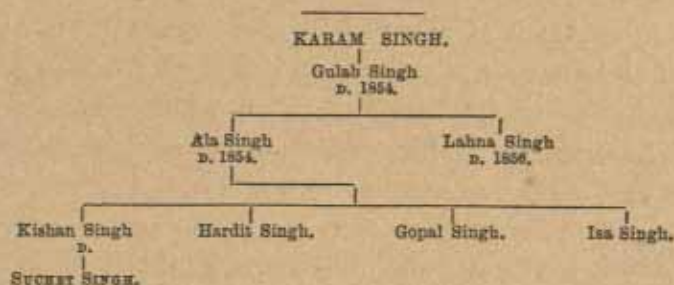 KARAM SINGH.
Gulab Singh
D. 1854.
Ala Singh Lahna Singh
D. 1854. D. 1856.
Kishan Singh Hardit Singh. Gopal Singh. Isa Singh.
D.
SUCHET SINGH.